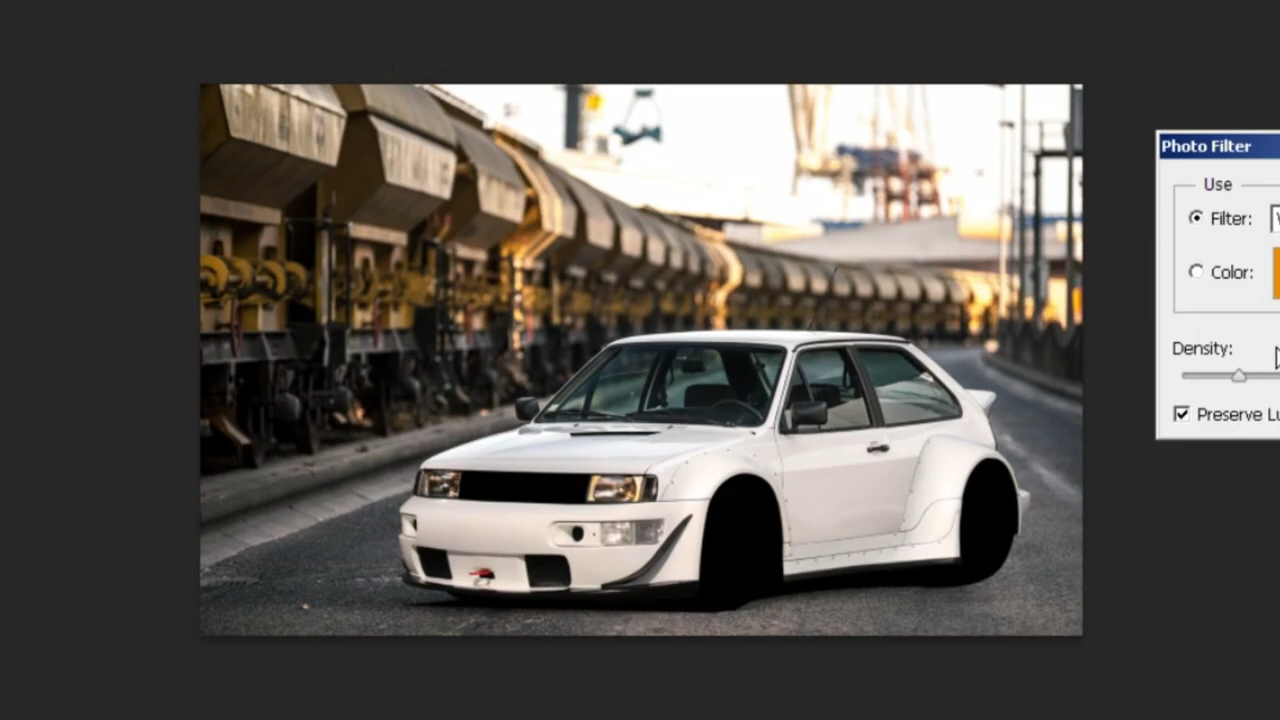 Photo Filter
Use
Filter:
Color:
Density:
Preserve Lu